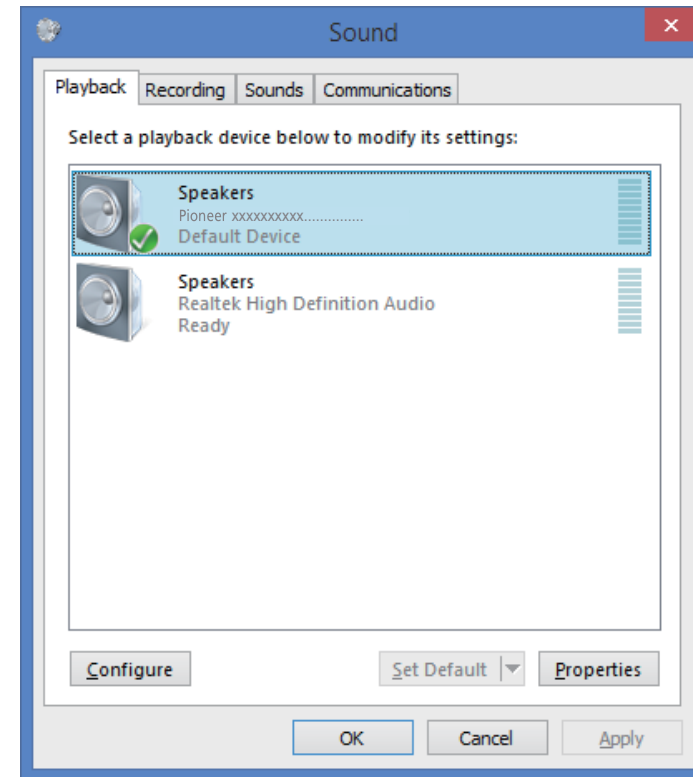 Sound
Playback Recording Sounds Communications
Select a playback device below to modify its settings:
Speakers
Pioneer xxxxxxxxxx..............
Default Device
Speakers
Realtek High Definition Audio
Ready
Configure Set Default Properties
OK Cancel Apply